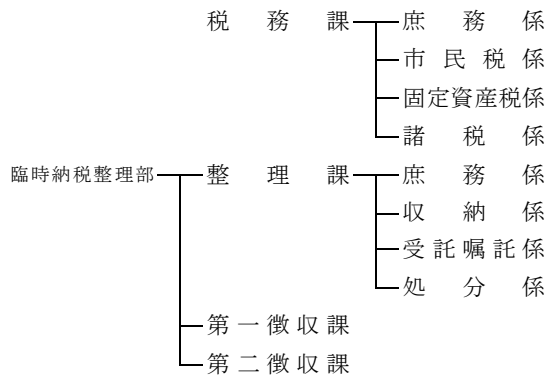 税務課 庶務係
市民税係
固定資産税係
諸税係
臨時納税整理部 整理課 庶務係
収納係
受託嘱託係
処分係
第一徴収課
第二徴収課